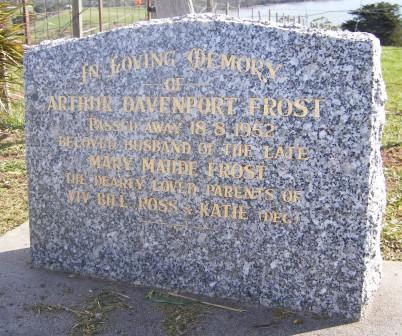 IN LOVING MEMORY
OF
ARTHUR DAVENPORT FROST
PASSED AWAY 18·8·1952
BELOVED HUSBAND OF THE LATE
MARY MAUDE FROST
THE DEARLY LOVED PARENTS OF
VIV, BILL, ROSS & KATIE (DEC)